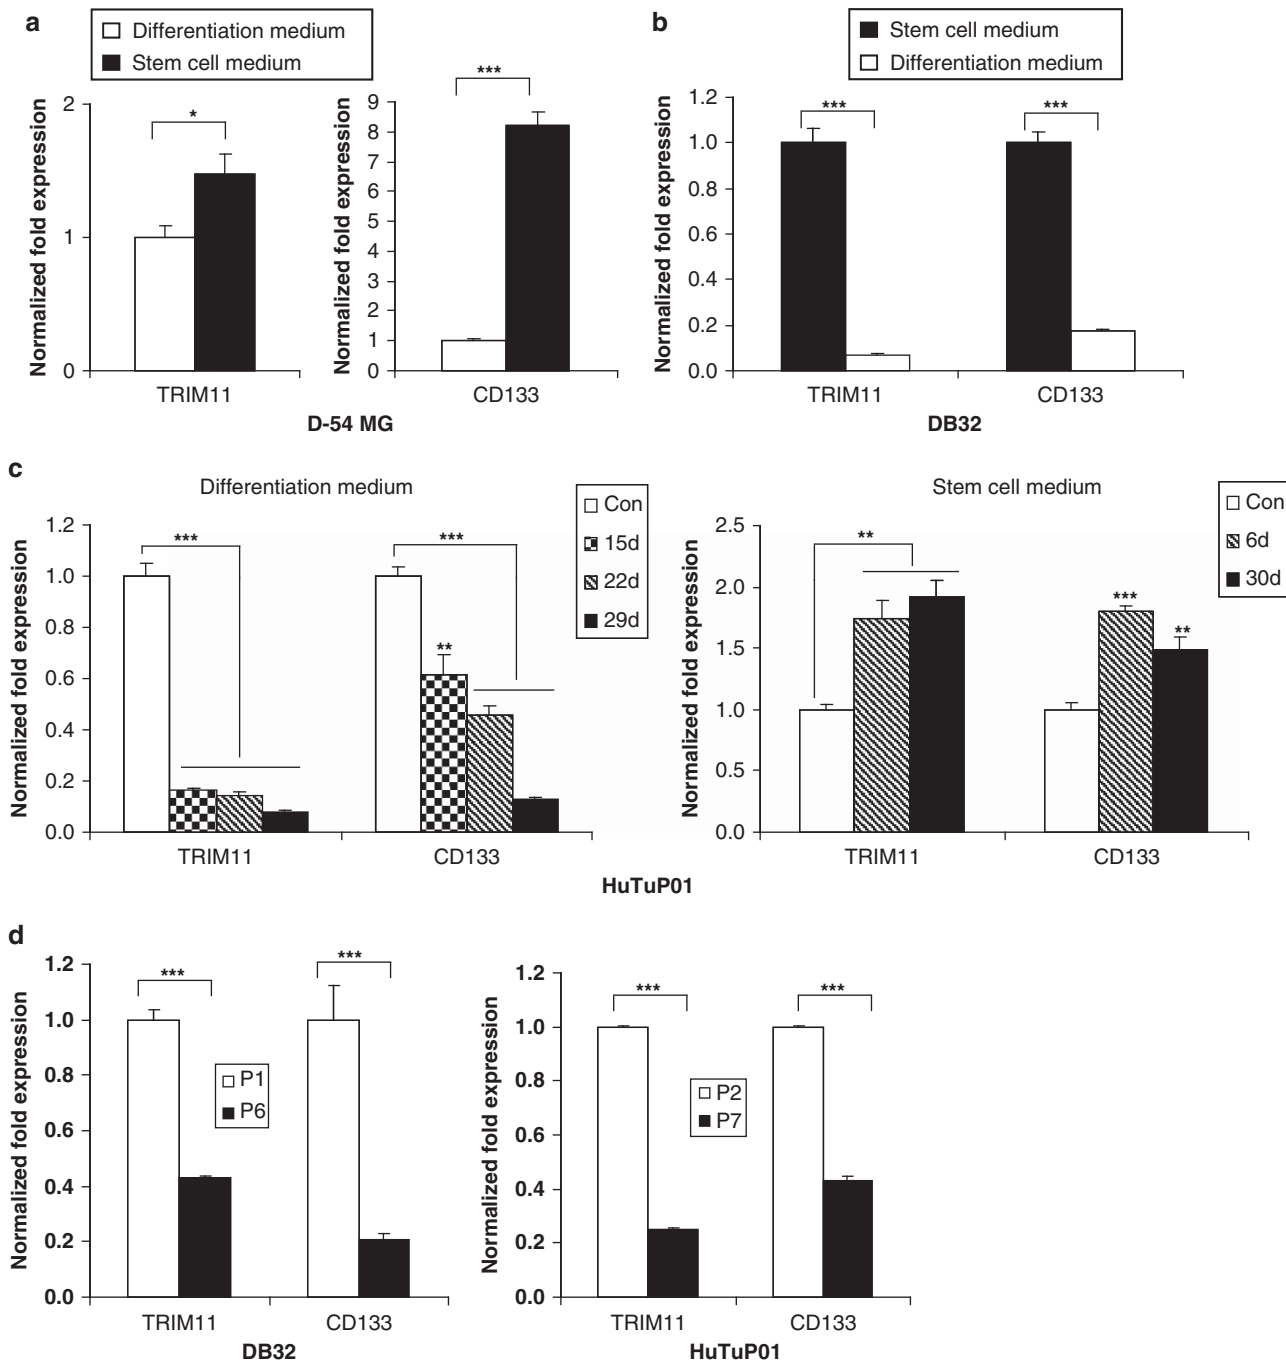 a
Differentiation medium
Stem cell medium
Normalized fold expression
2
1
0
*
TRIM11
Normalized fold expression
9
8
7
6
5
4
3
2
1
0
***
CD133
D-54 MG
b
Stem cell medium
Differentiation medium
Normalized fold expression
1.2
1.0
0.8
0.6
0.4
0.2
0.0
***
***
TRIM11
CD133
DB32
c
Differentiation medium
Con
15d
22d
29d
Normalized fold expression
1.2
1.0
0.8
0.6
0.4
0.2
0.0
***
***
**
TRIM11
CD133
Stem cell medium
Con
6d
30d
Normalized fold expression
2.5
2.0
1.5
1.0
0.5
0.0
**
***
**
TRIM11
CD133
HuTuP01
d
Normalized fold expression
1.2
1.0
0.8
0.6
0.4
0.2
0.0
***
***
P1
P6
TRIM11
CD133
DB32
Normalized fold expression
1.2
1.0
0.8
0.6
0.4
0.2
0.0
***
***
P2
P7
TRIM11
CD133
HuTuP01